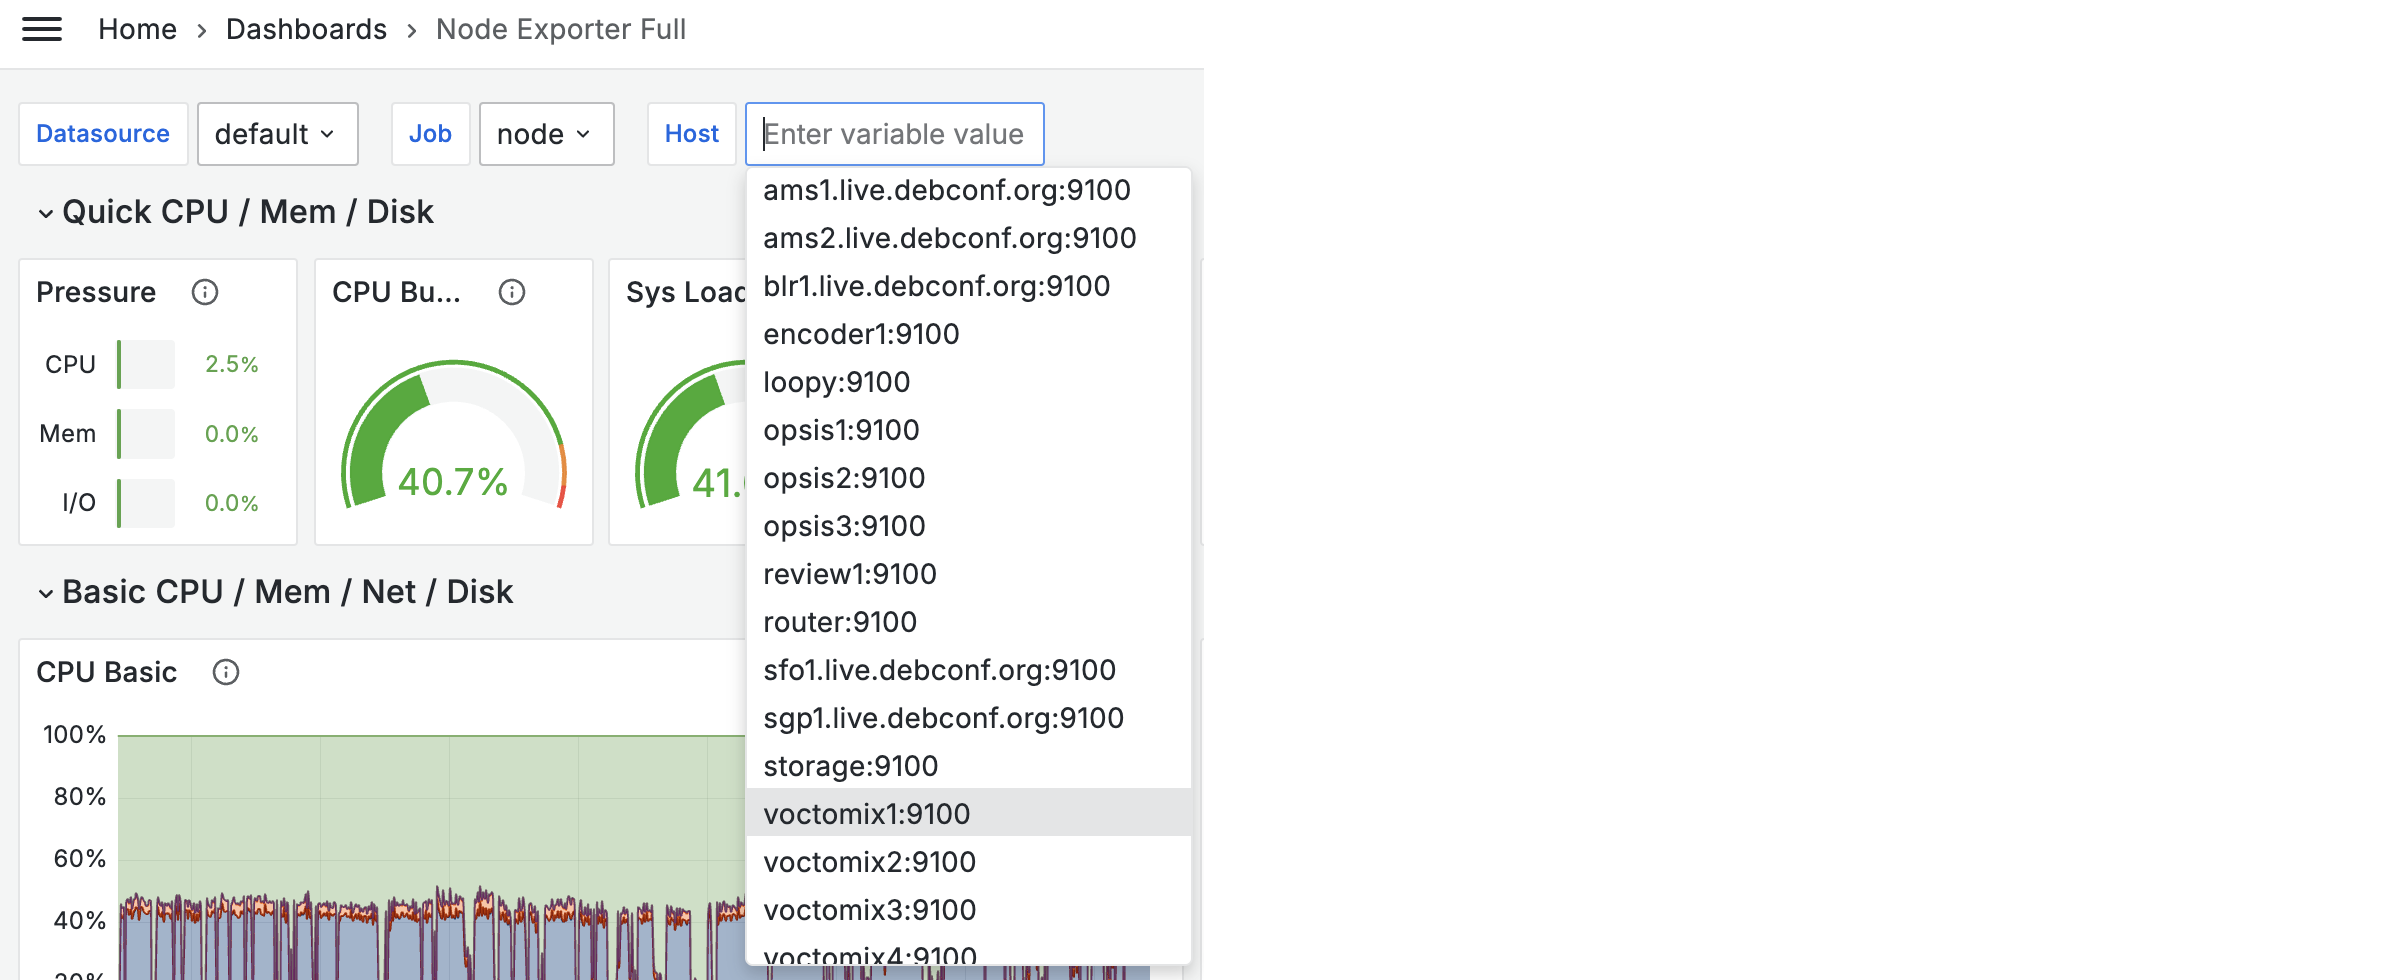 Home › Dashboards › Node Exporter Full
Datasource default Job node Host Enter variable value
Quick CPU / Mem / Disk
Pressure
CPU 2.5%
Mem 0.0%
I/O 0.0%
CPU Bu...
40.7%
Sys Load
41.
Basic CPU / Mem / Net / Disk
CPU Basic
100%
80%
60%
40%
20%
ams1.live.debconf.org:9100
ams2.live.debconf.org:9100
blr1.live.debconf.org:9100
encoder1:9100
loopy:9100
opsis1:9100
opsis2:9100
opsis3:9100
review1:9100
router:9100
sfo1.live.debconf.org:9100
sgp1.live.debconf.org:9100
storage:9100
voctomix1:9100
voctomix2:9100
voctomix3:9100
voctomix4:9100